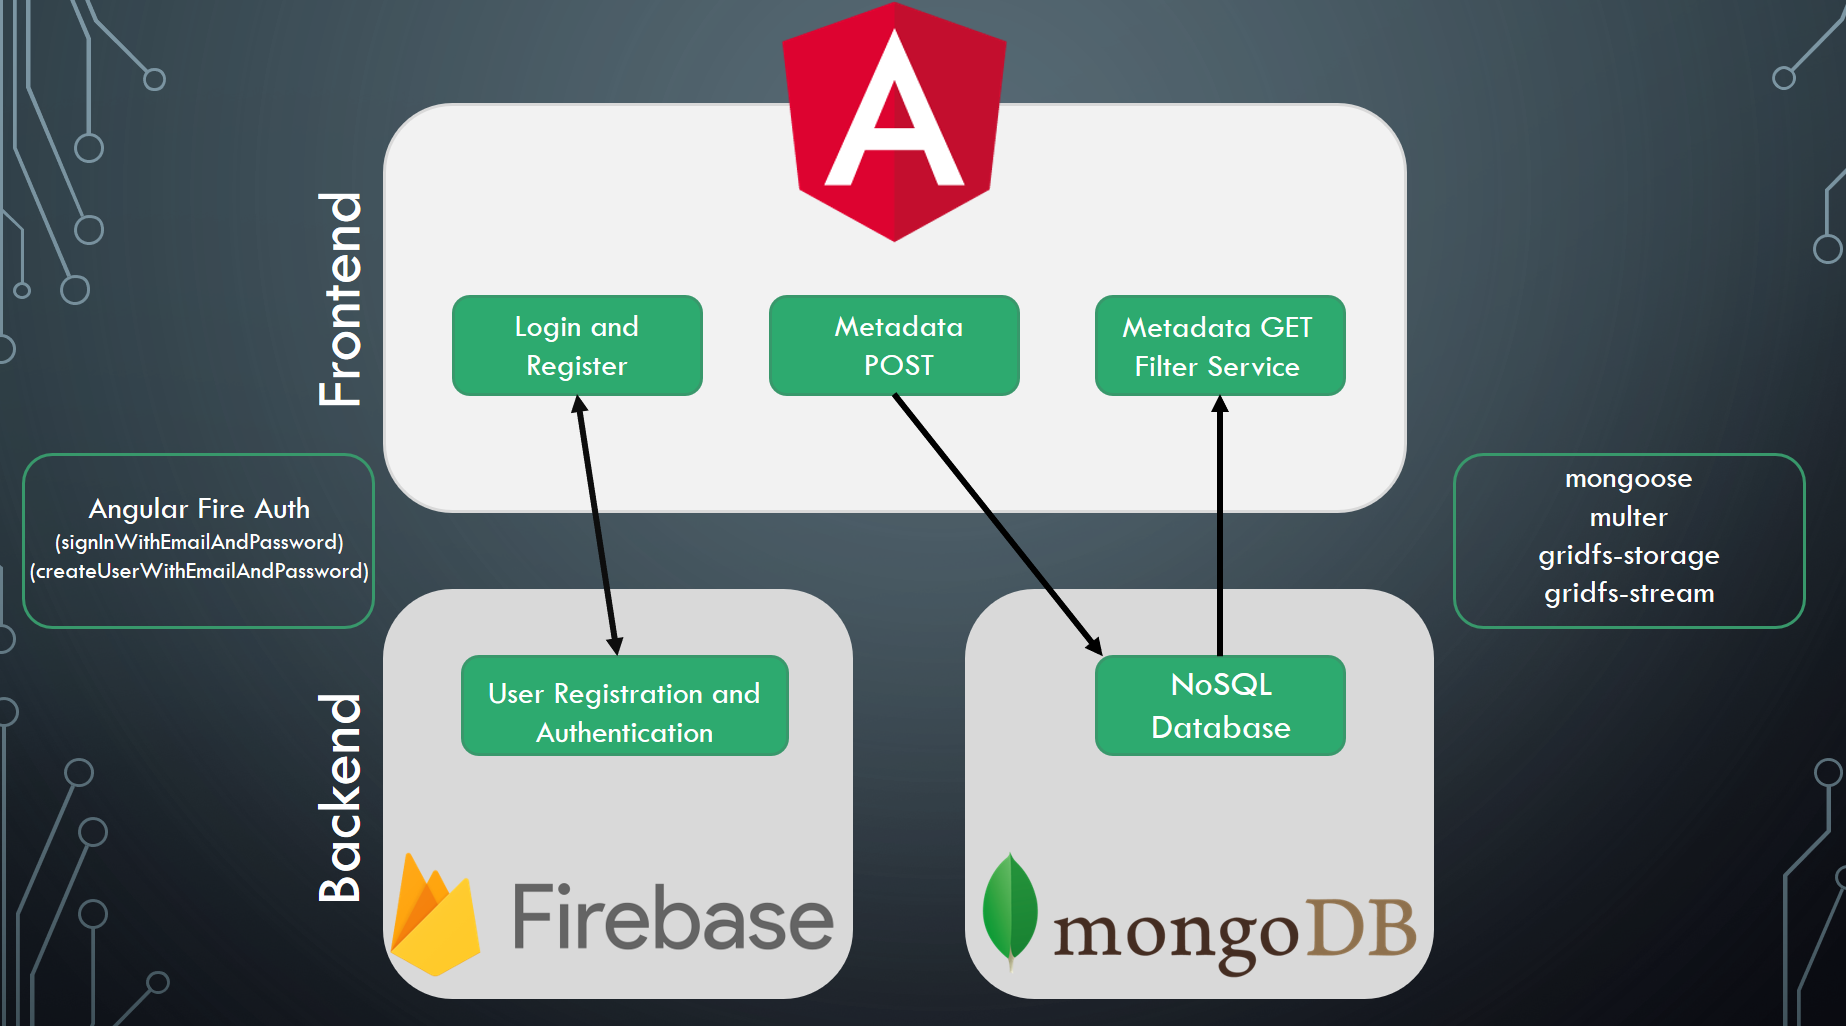 A
Frontend
Login and
Register
Metadata
POST
Metadata GET
Filter Service
Angular Fire Auth
(signInWithEmailAndPassword)
(createUserWithEmailAndPassword)
mongoose
multer
gridfs-storage
gridfs-stream
Backend
User Registration and
Authentication
NoSQL
Database
Firebase
mongoDB